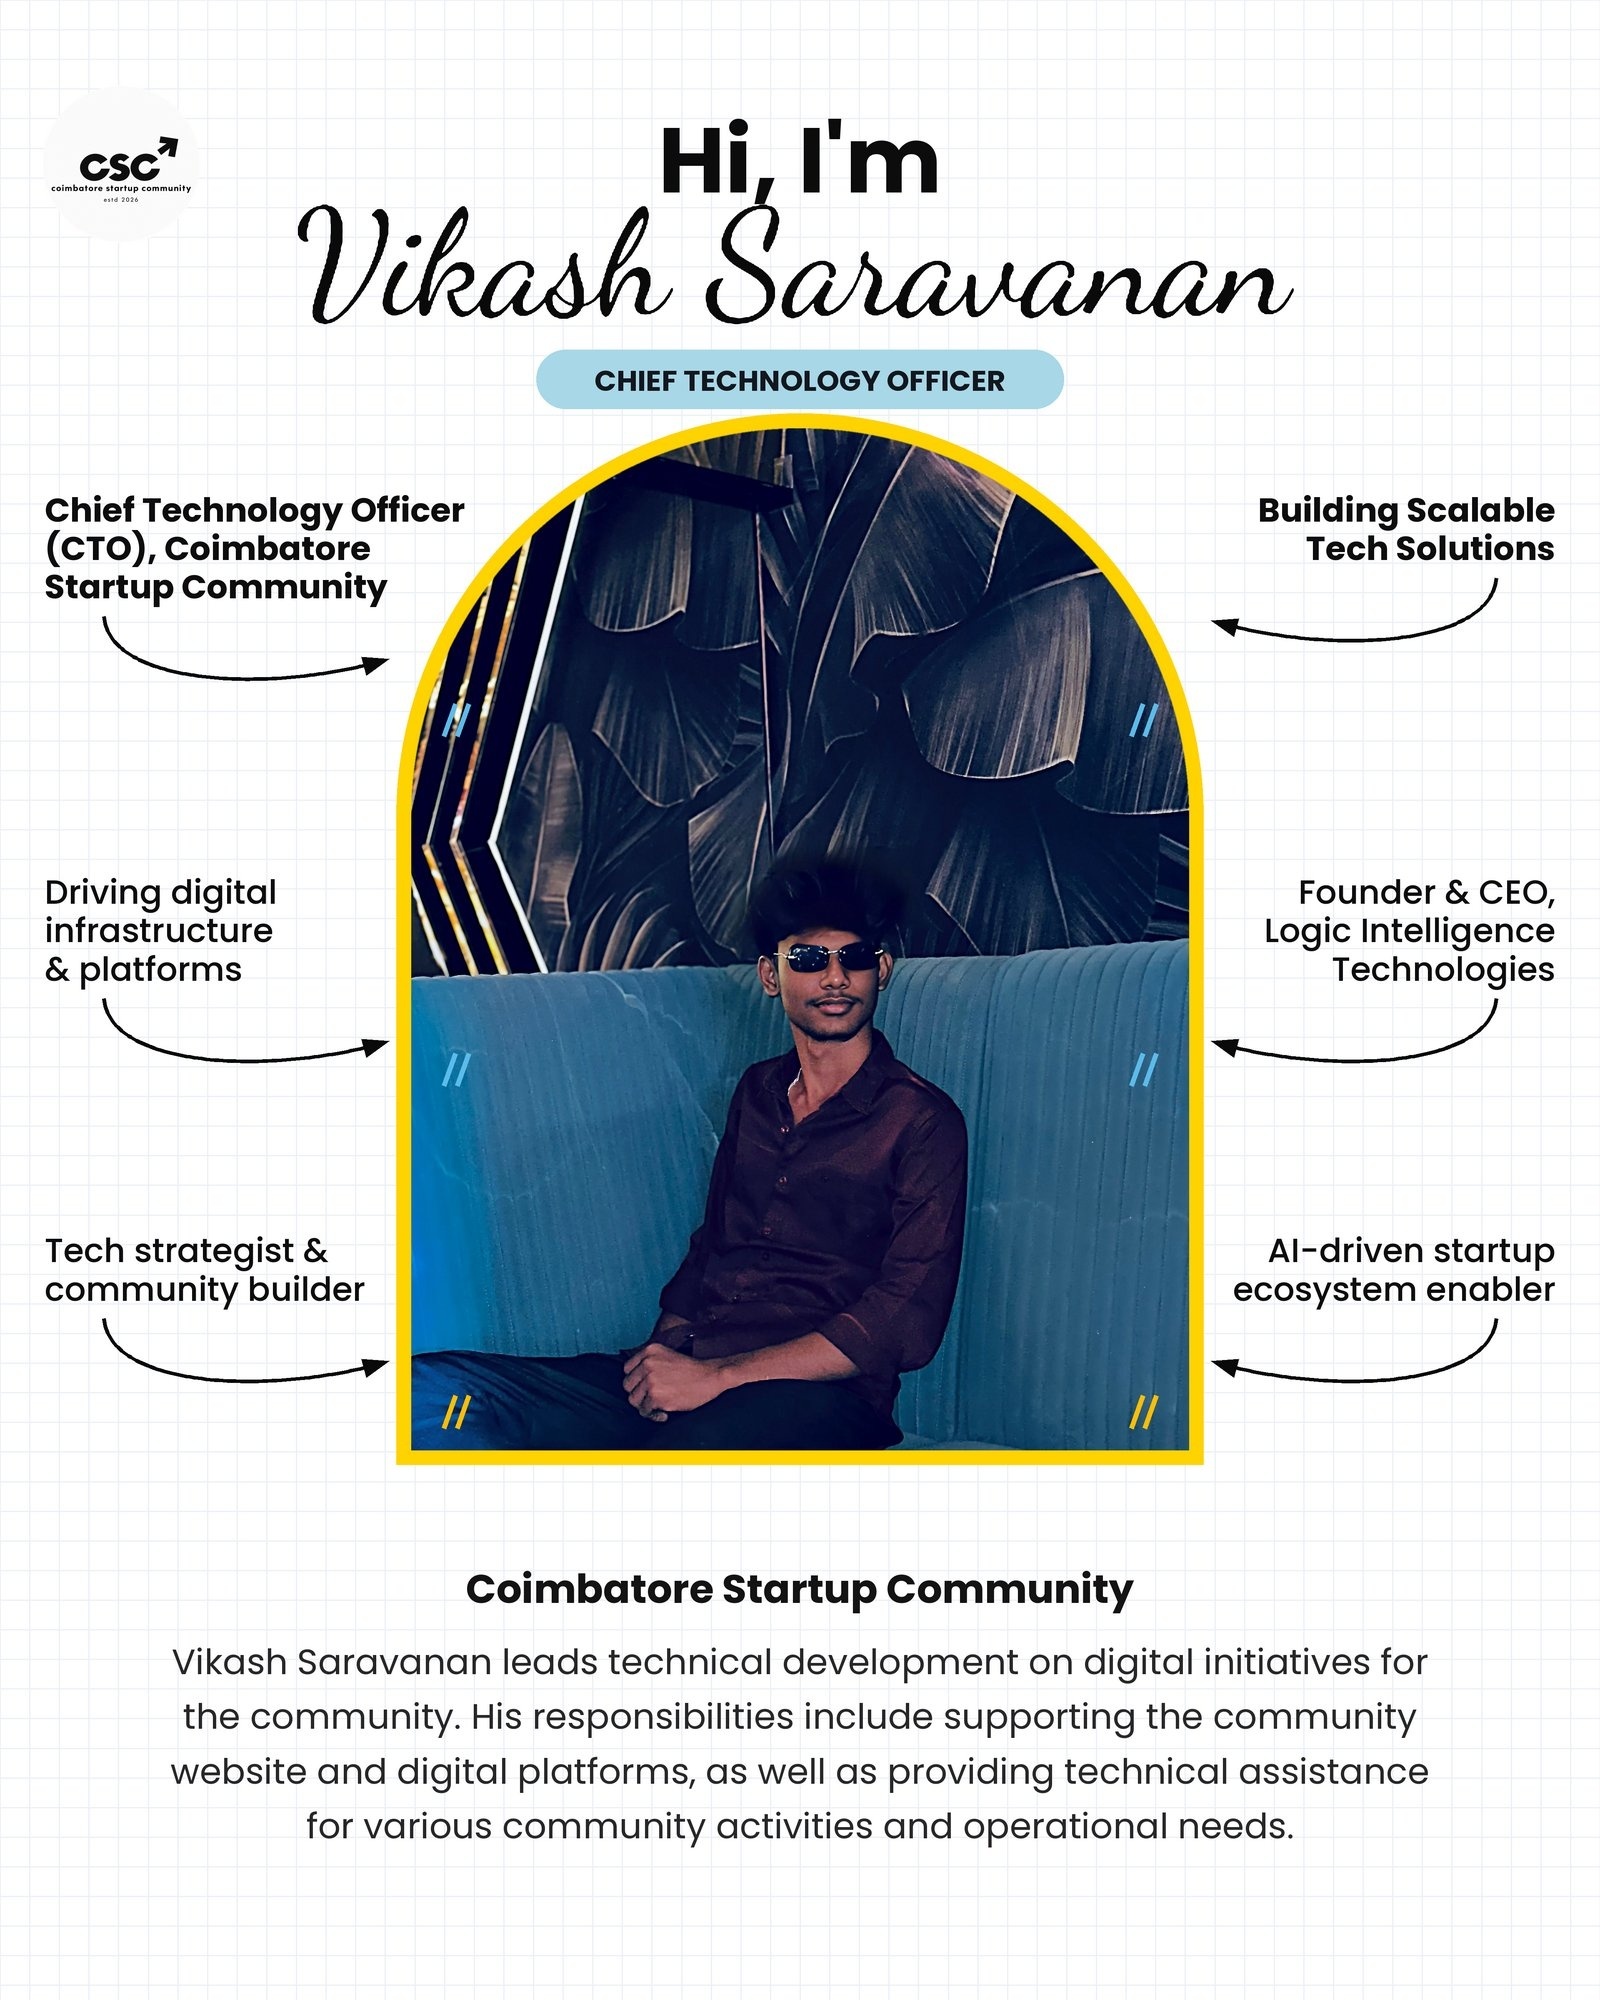 csc
coimbatore startup community
estd 2026
Hi, I'm
Vikash Saravanan
CHIEF TECHNOLOGY OFFICER
Chief Technology Officer
(CTO), Coimbatore
Startup Community
Building Scalable
Tech Solutions
Driving digital
infrastructure
& platforms
Founder & CEO,
Logic Intelligence
Technologies
Tech strategist &
community builder
AI-driven startup
ecosystem enabler
Coimbatore Startup Community
Vikash Saravanan leads technical development on digital initiatives for
the community. His responsibilities include supporting the community
website and digital platforms, as well as providing technical assistance
for various community activities and operational needs.